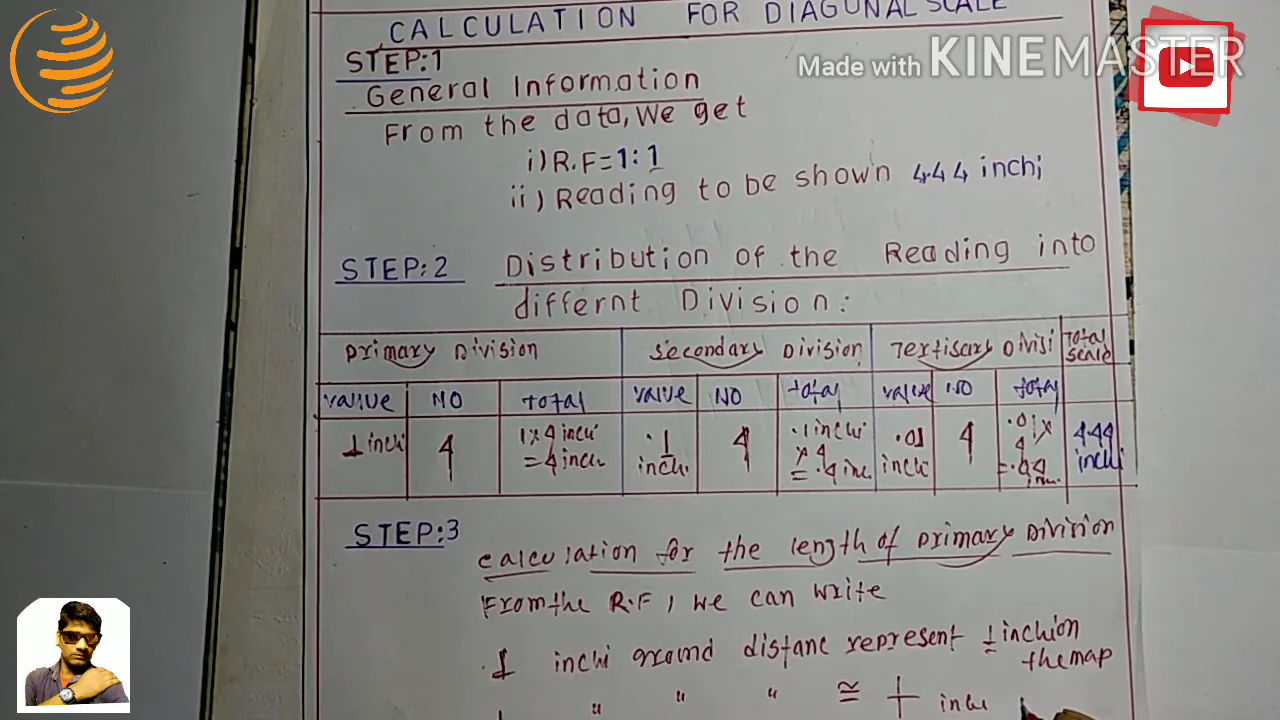 CALCULATION FOR DIAGONAL SCALE
Made with KINEMASTER
STEP:1
General Information
From the data, We get
i) R.F=1:1
ii) Reading to be shown 4.44 inch;
STEP:2 Distribution of the Reading into
differnt Division:
Primary Division Secondary Division Tertisary Divisi Total scale
value NO Total value NO total value NO total
1 inch 4 1x4 inch = 4 inch .1 inch. 4 .1 inch x 4 = .4 inc .01 inch 4 .01x 4 = .04 in. 4.44 inch
STEP:3
calculation for the length of primary Division
From the R.F, we can write
1 inch ground distanc represent 1 inch on the map
" " " ≅ 1 inch